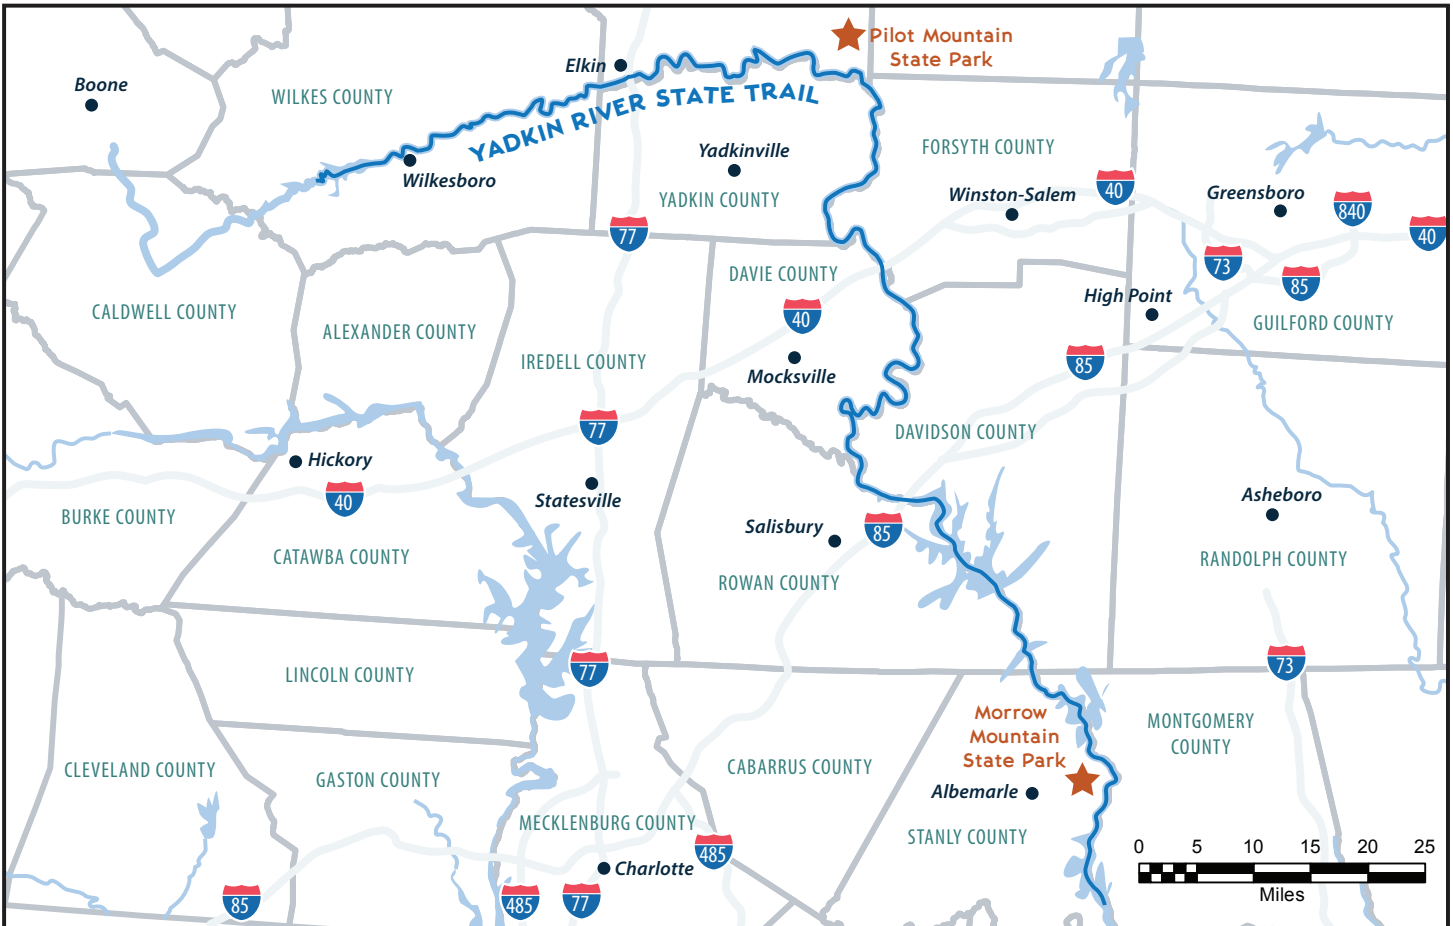 Pilot Mountain
State Park
Elkin
Boone
WILKES COUNTY
YADKIN RIVER STATE TRAIL
FORSYTH COUNTY
Yadkinville
Wilkesboro
YADKIN COUNTY
Winston-Salem
40
Greensboro
840
40
77
73
DAVIE COUNTY
85
High Point
CALDWELL COUNTY
ALEXANDER COUNTY
40
GUILFORD COUNTY
IREDELL COUNTY
85
Mocksville
77
DAVIDSON COUNTY
Hickory
40
Statesville
Asheboro
BURKE COUNTY
Salisbury
85
CATAWBA COUNTY
RANDOLPH COUNTY
ROWAN COUNTY
LINCOLN COUNTY
77
73
Morrow
Mountain
State Park
MONTGOMERY
COUNTY
CLEVELAND COUNTY
GASTON COUNTY
CABARRUS COUNTY
Albemarle
MECKLENBURG COUNTY
STANLY COUNTY
485
Charlotte
0 5 10 15 20 25
Miles
85
485
77